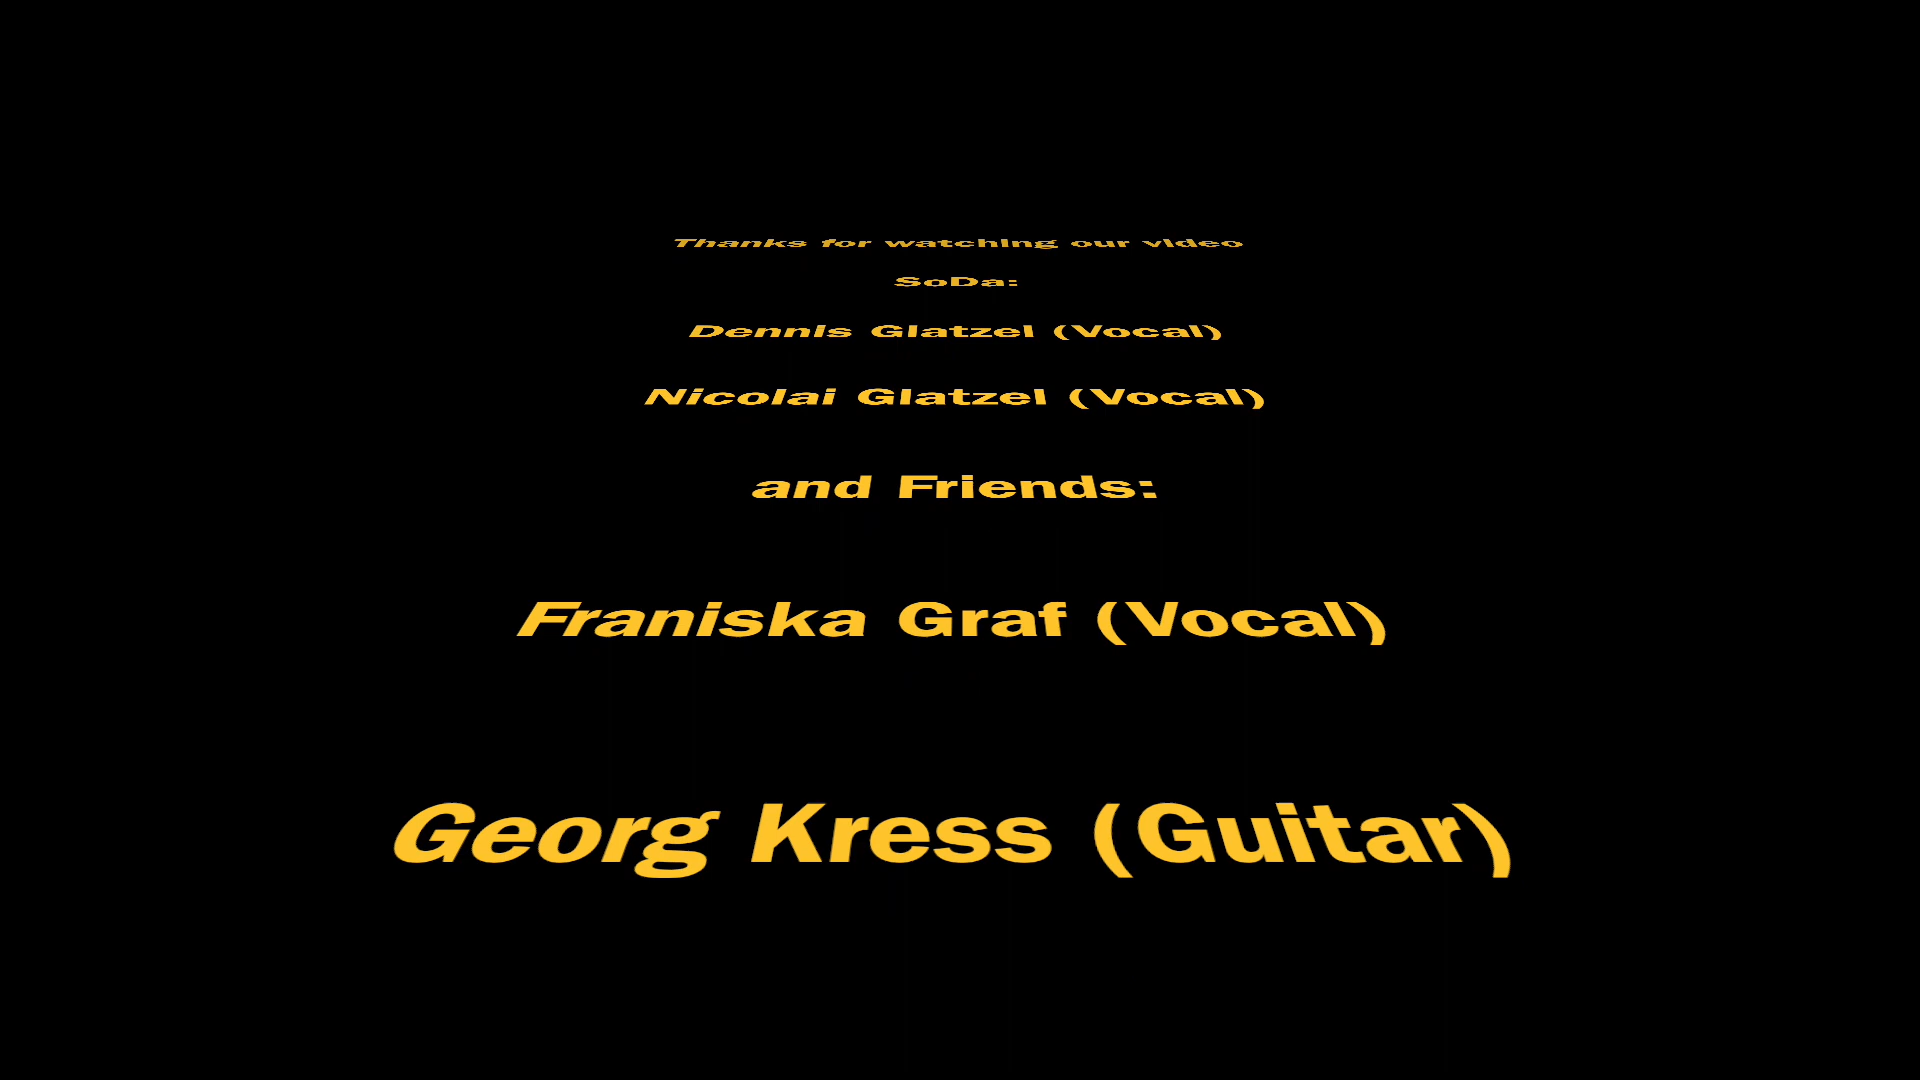 Thanks for watching our video
SoDa:
Dennis Glatzel (Vocal)
Nicolai Glatzel (Vocal)
and Friends:
Franiska Graf (Vocal)
Georg Kress (Guitar)